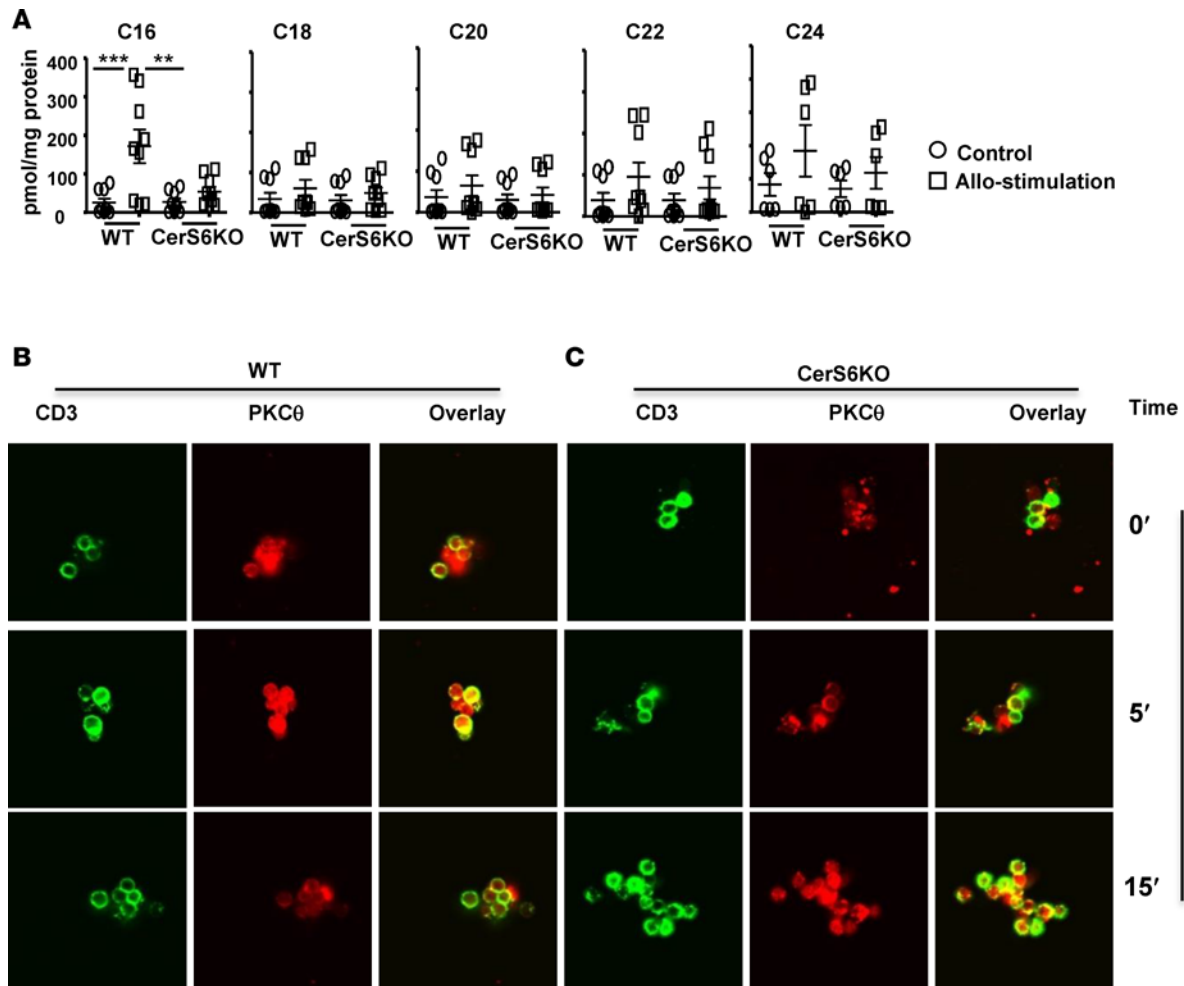 A
C16 C18 C20 C22 C24
*** **
pmol/mg protein
400
300
200
100
0
WT CerS6KO WT CerS6KO WT CerS6KO WT CerS6KO WT CerS6KO
Control
Allo-stimulation
B WT C CerS6KO
CD3 PKCθ Overlay CD3 PKCθ Overlay Time
0′
5′
15′